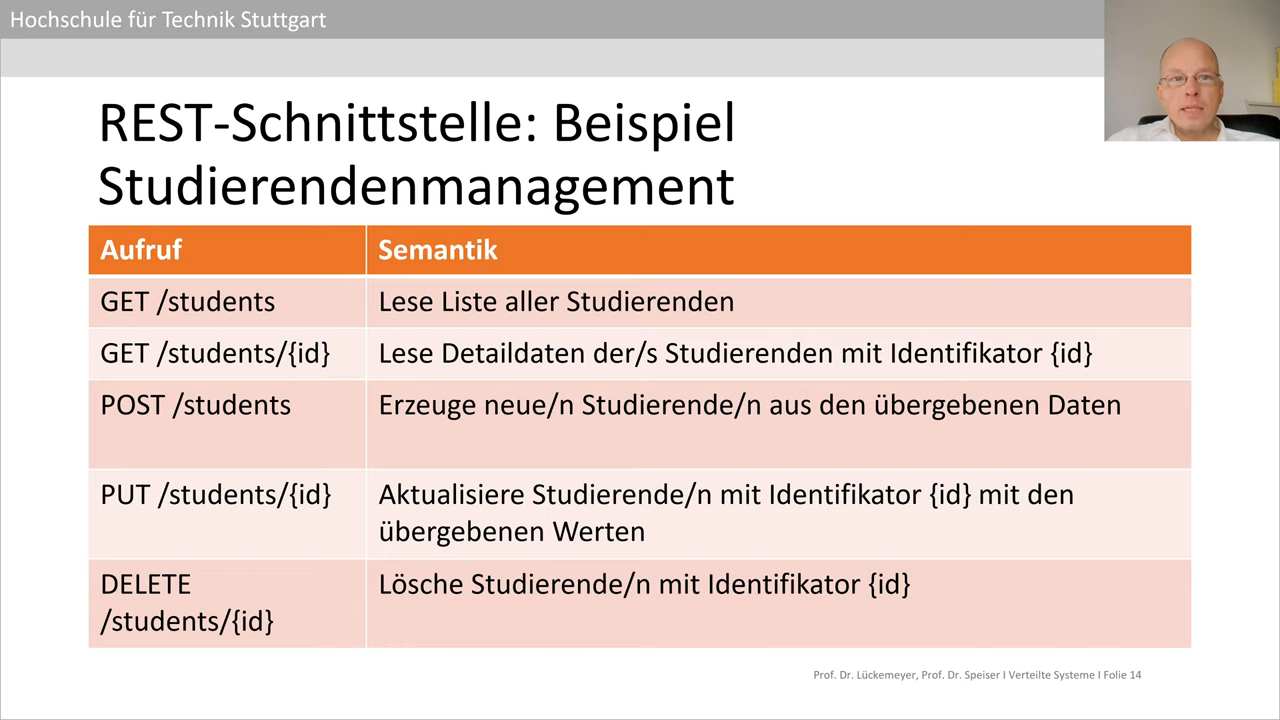 Hochschule für Technik Stuttgart
REST-Schnittstelle: Beispiel
Studierendenmanagement
Aufruf Semantik
GET /students Lese Liste aller Studierenden
GET /students/{id} Lese Detaildaten der/s Studierenden mit Identifikator {id}
POST /students Erzeuge neue/n Studierende/n aus den übergebenen Daten
PUT /students/{id} Aktualisiere Studierende/n mit Identifikator {id} mit den
übergebenen Werten
DELETE Lösche Studierende/n mit Identifikator {id}
/students/{id}
Prof. Dr. Lückemeyer, Prof. Dr. Speiser I Verteilte Systeme I Folie 14